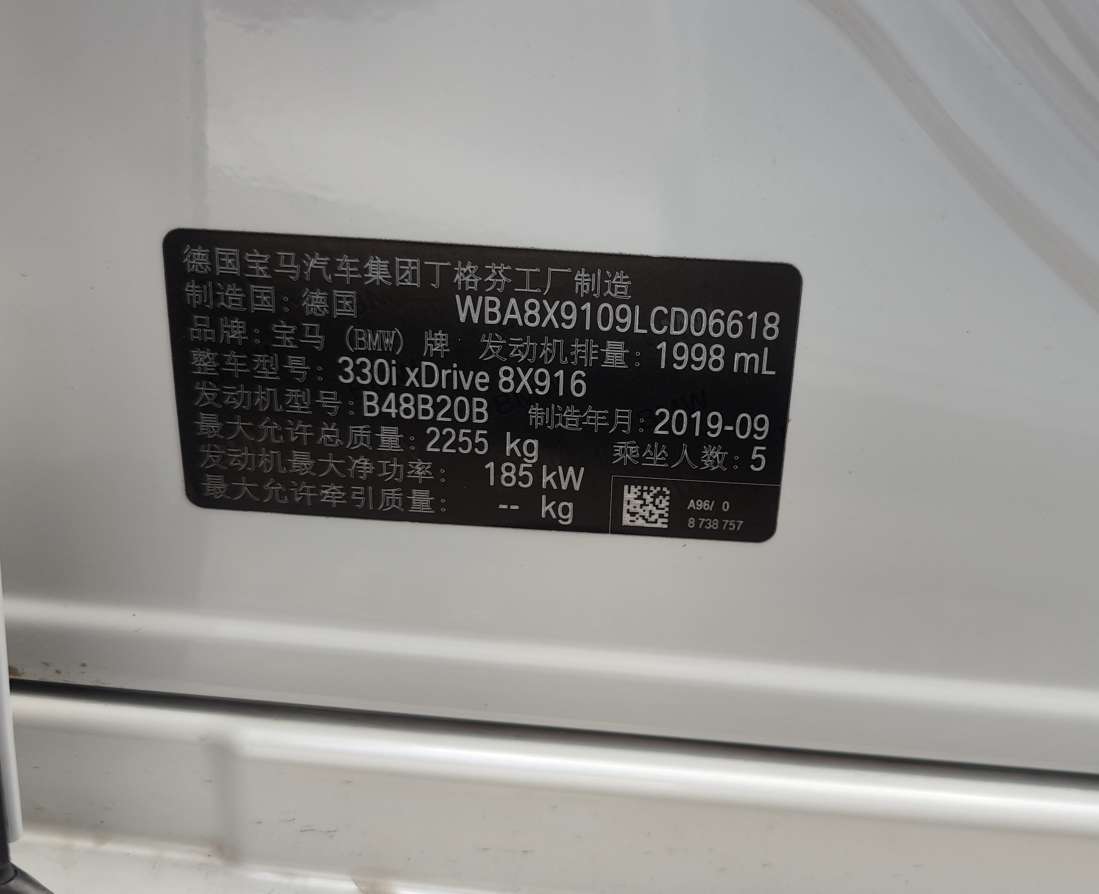 德国宝马汽车集团丁格芬工厂制造
制造国：德国 WBA8X9109LCD06618
品牌：宝马 (BMW) 牌 发动机排量：1998 mL
整车型号：330i xDrive 8X916
发动机型号：B48B20B 制造年月：2019-09
最大允许总质量：2255 kg 乘坐人数：5
发动机最大净功率： 185 kW
最大允许牵引质量： -- kg
A96/ 0
8 738 757